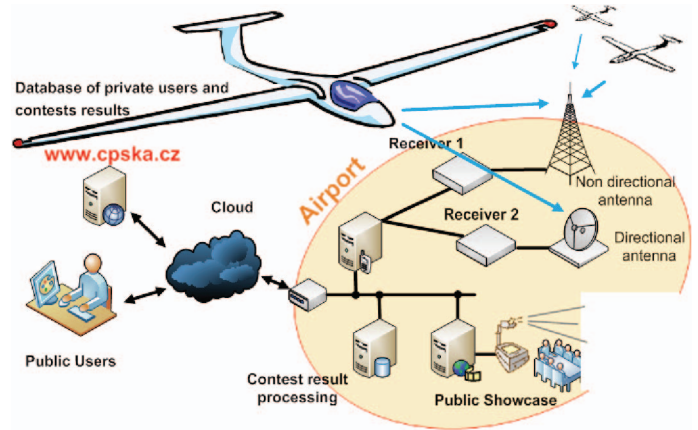 Database of private users and
contests results
www.cpska.cz
Receiver 1
Airport
Non directional
antenna
Cloud
Receiver 2
Directional
antenna
Public Users
Contest result
processing
Public Showcase